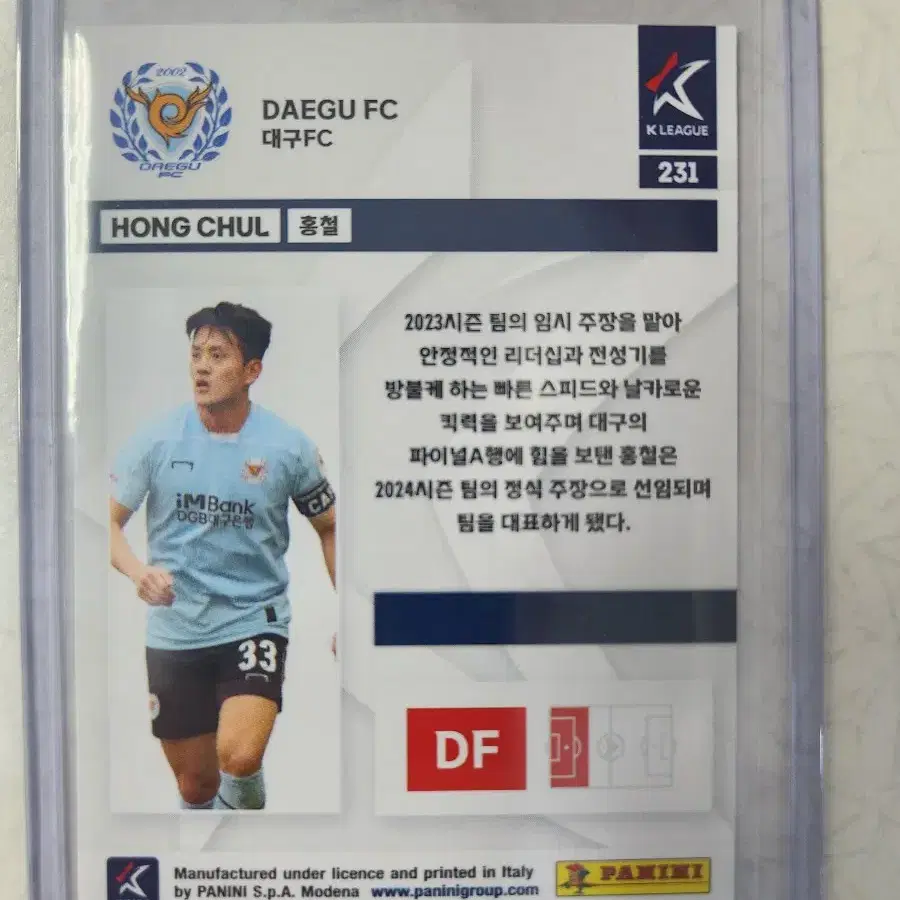 2002
DAEGU
FC
DAEGU FC
대구FC
K LEAGUE
231
HONG CHUL 홍철
2023시즌 팀의 임시 주장을 맡아
안정적인 리더십과 전성기를
방불케 하는 빠른 스피드와 날카로운
킥력을 보여주며 대구의
파이널A행에 힘을 보탠 홍철은
2024시즌 팀의 정식 주장으로 선임되며
팀을 대표하게 됐다.
iM Bank
DGB대구은행
CA
33
DF
Manufactured under licence and printed in Italy
by PANINI S.p.A. Modena www.paninigroup.com
PANINI